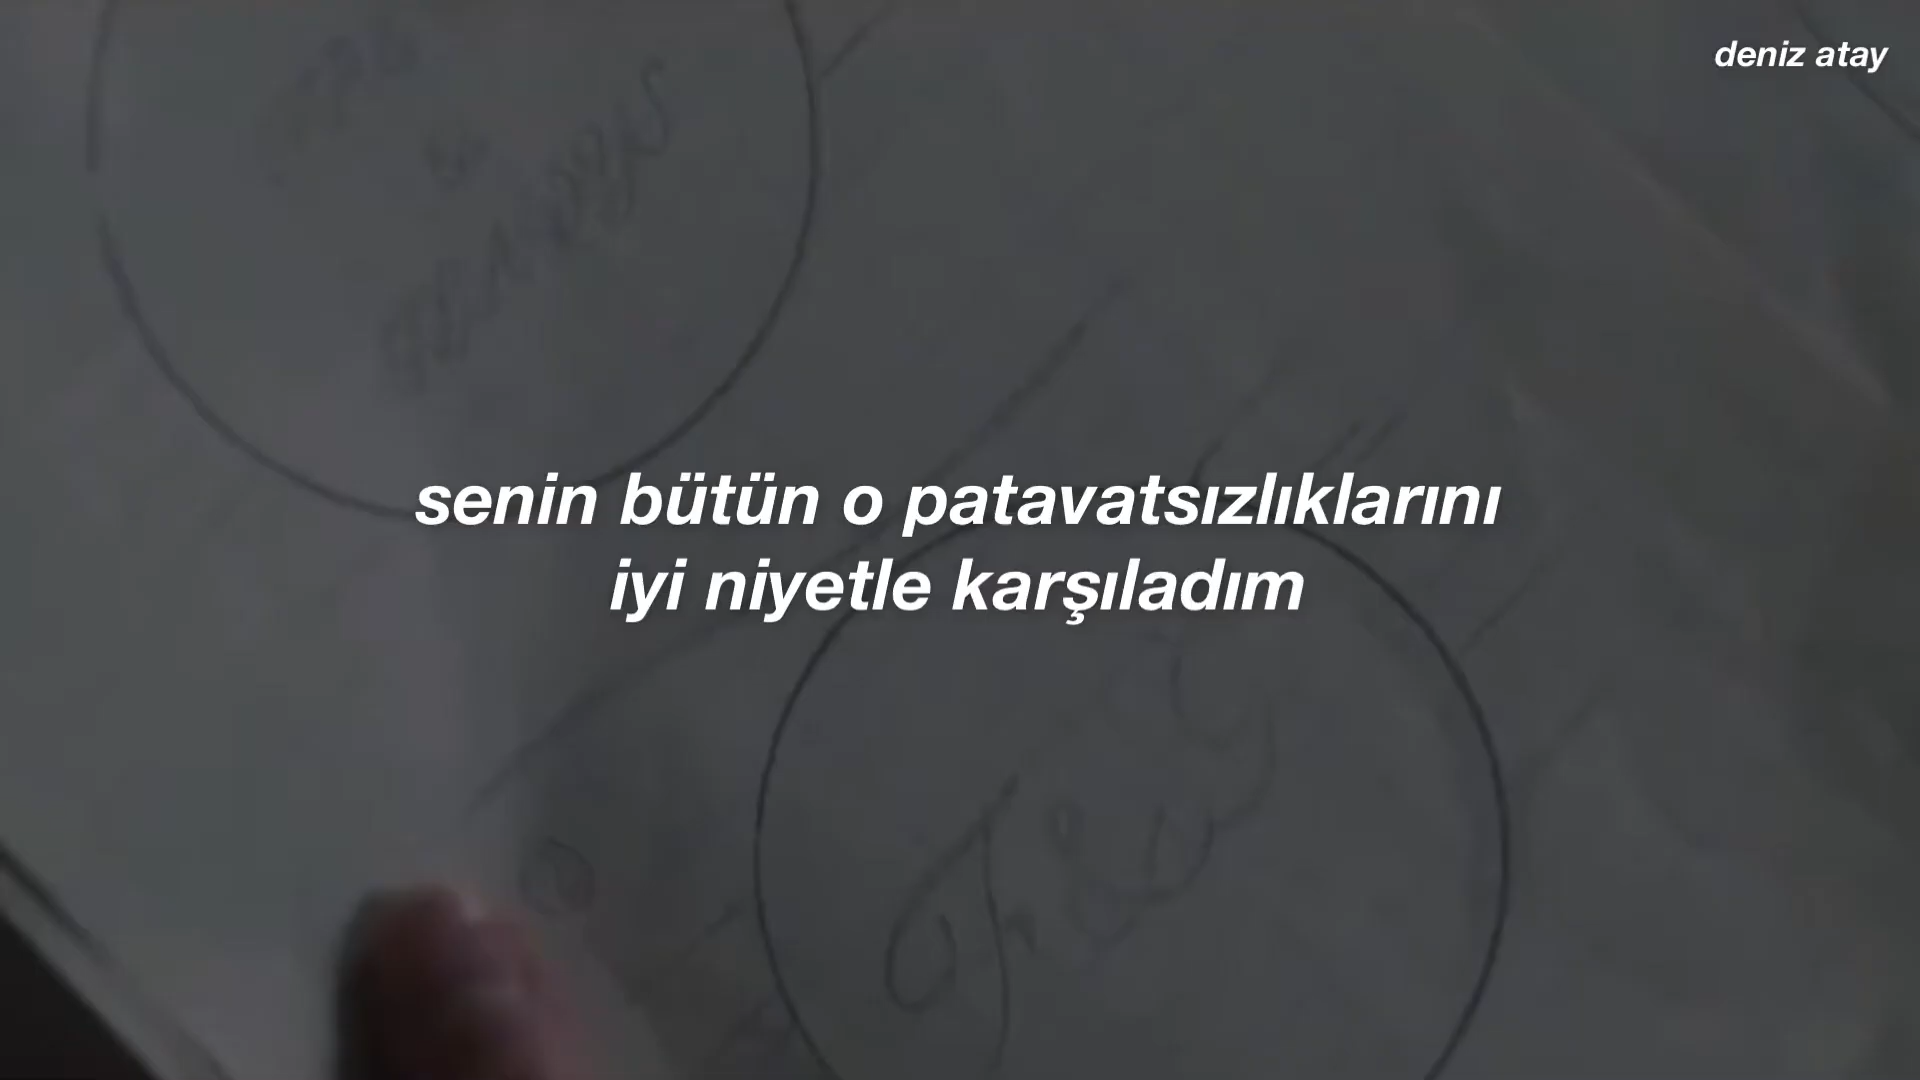 deniz atay
senin bütün o patavatsızlıklarını
iyi niyetle karşıladım